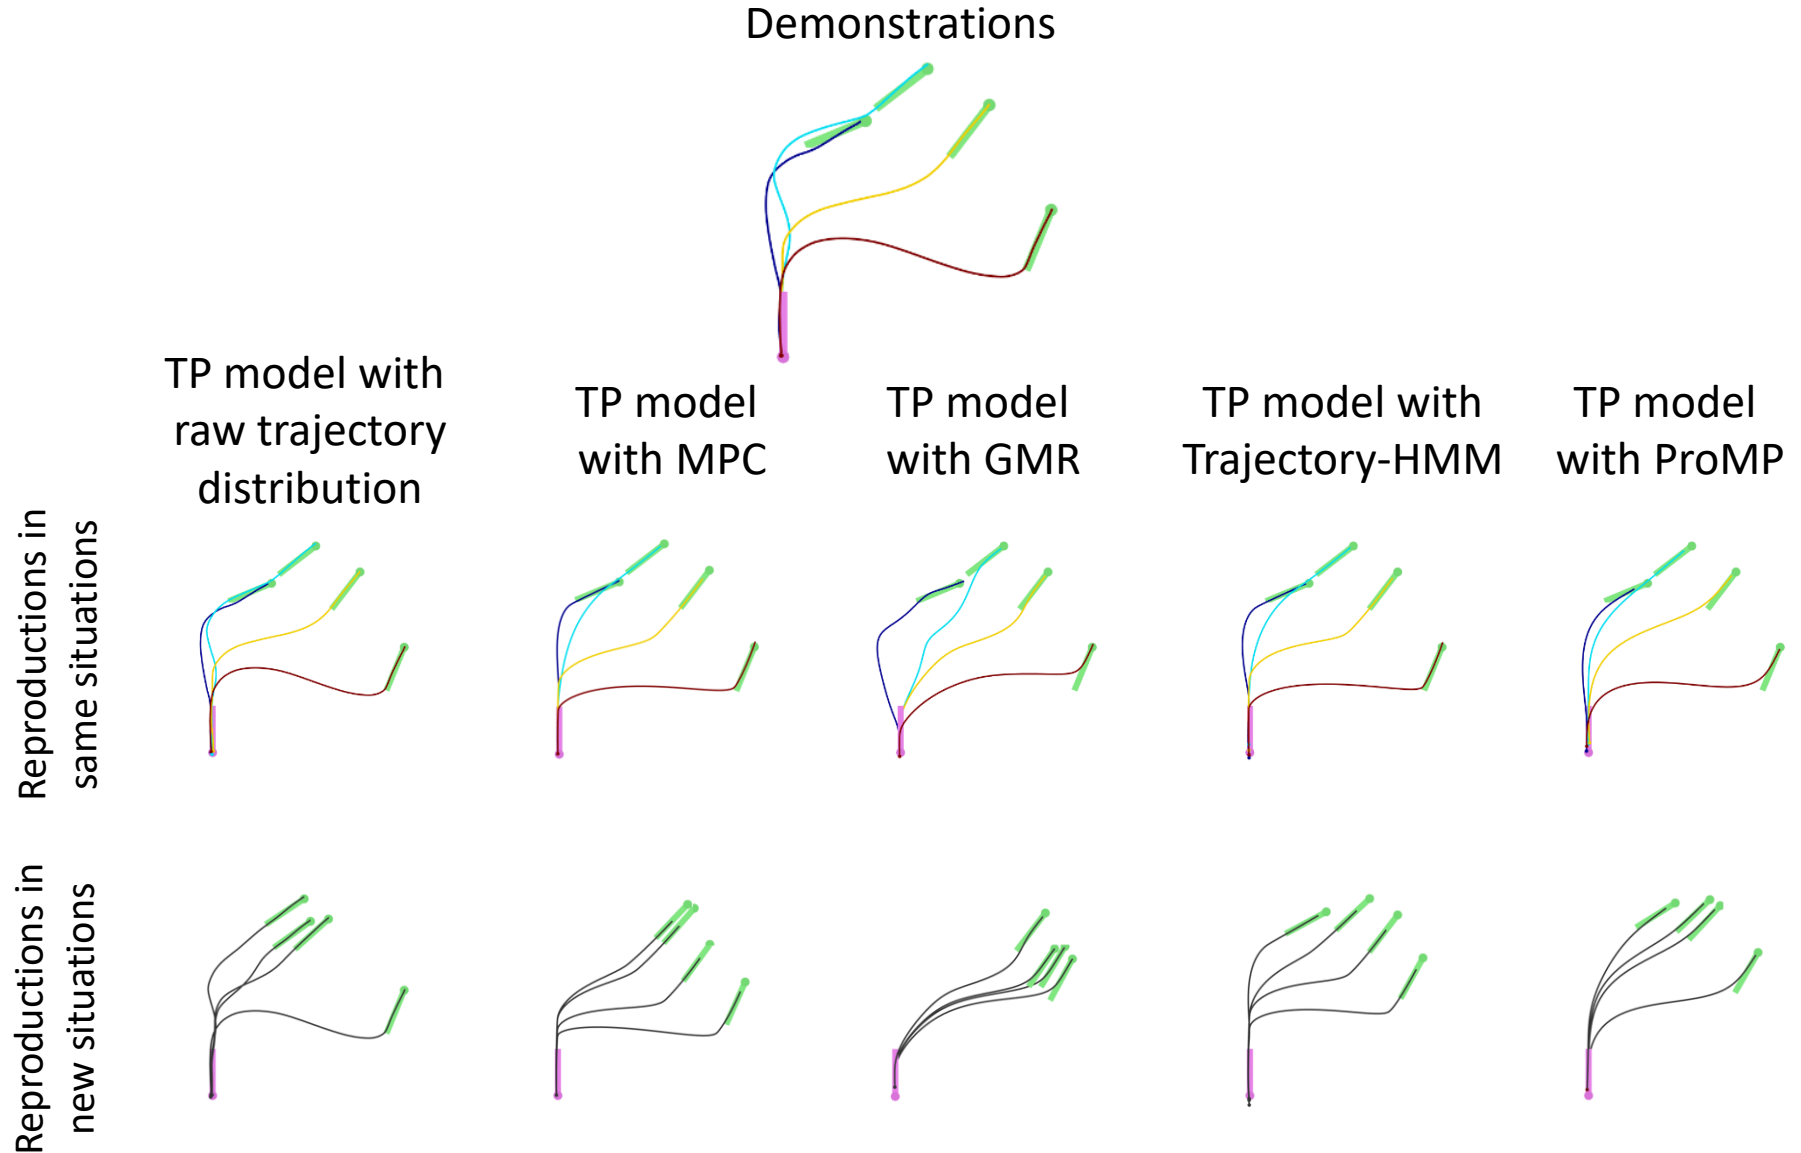 Demonstrations
TP model with
raw trajectory
distribution
TP model
with MPC
TP model
with GMR
TP model with
Trajectory-HMM
TP model
with ProMP
Reproductions in
same situations
Reproductions in
new situations